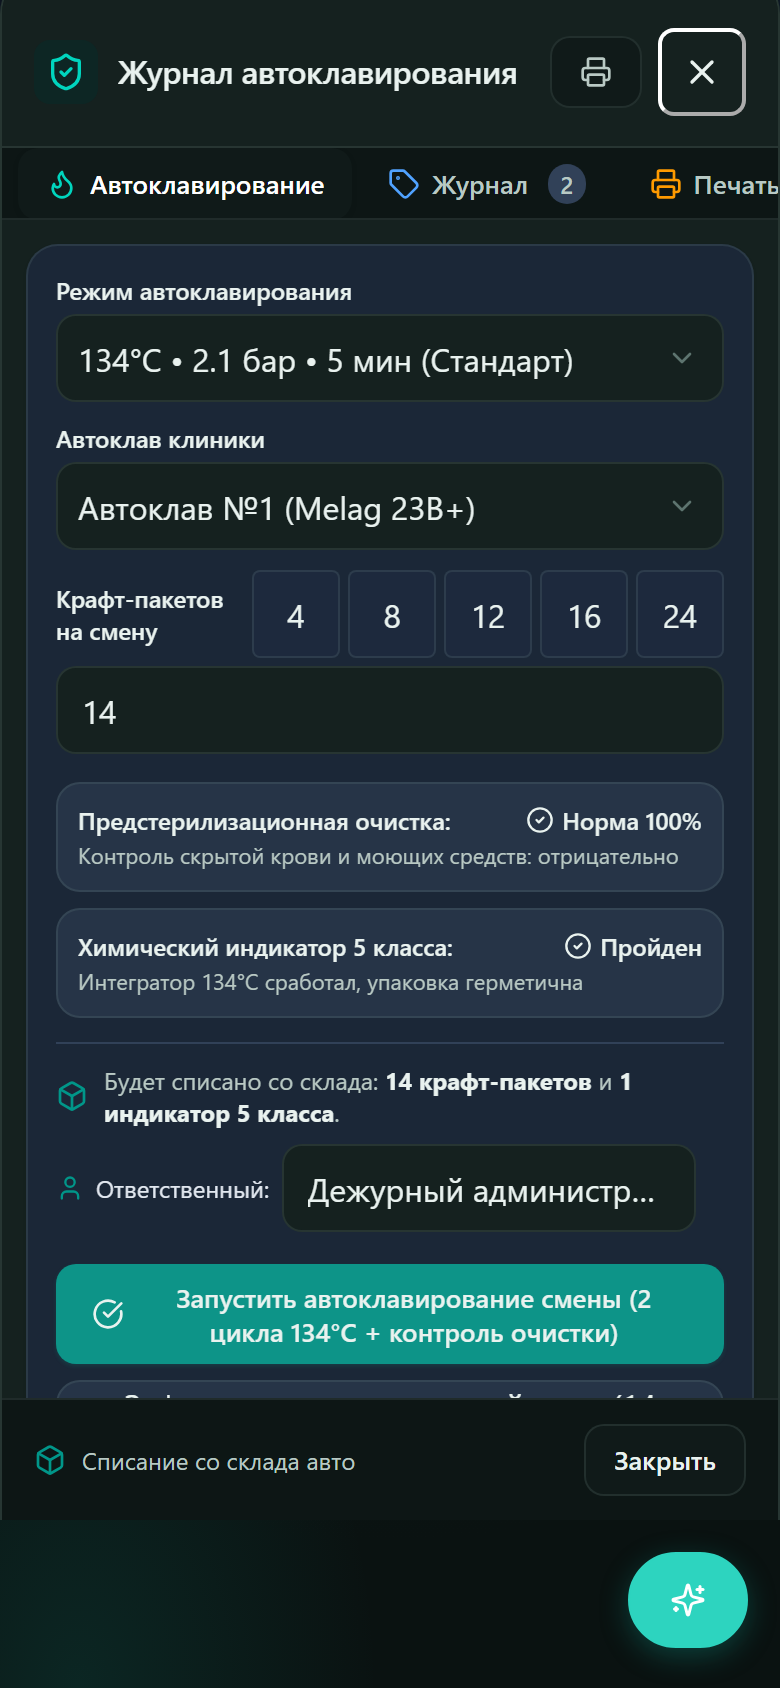 Журнал автоклавирования
Автоклавирование
Журнал 2
Печать
Режим автоклавирования
134°C • 2.1 бар • 5 мин (Стандарт)
Автоклав клиники
Автоклав №1 (Melag 23B+)
Крафт-пакетов
на смену
4 8 12 16 24
14
Предстерилизационная очистка: Норма 100%
Контроль скрытой крови и моющих средств: отрицательно
Химический индикатор 5 класса: Пройден
Интегратор 134°C сработал, упаковка герметична
Будет списано со склада: 14 крафт-пакетов и 1
индикатор 5 класса.
Ответственный: Дежурный администр...
Запустить автоклавирование смены (2
цикла 134°C + контроль очистки)
Списание со склада авто
Закрыть